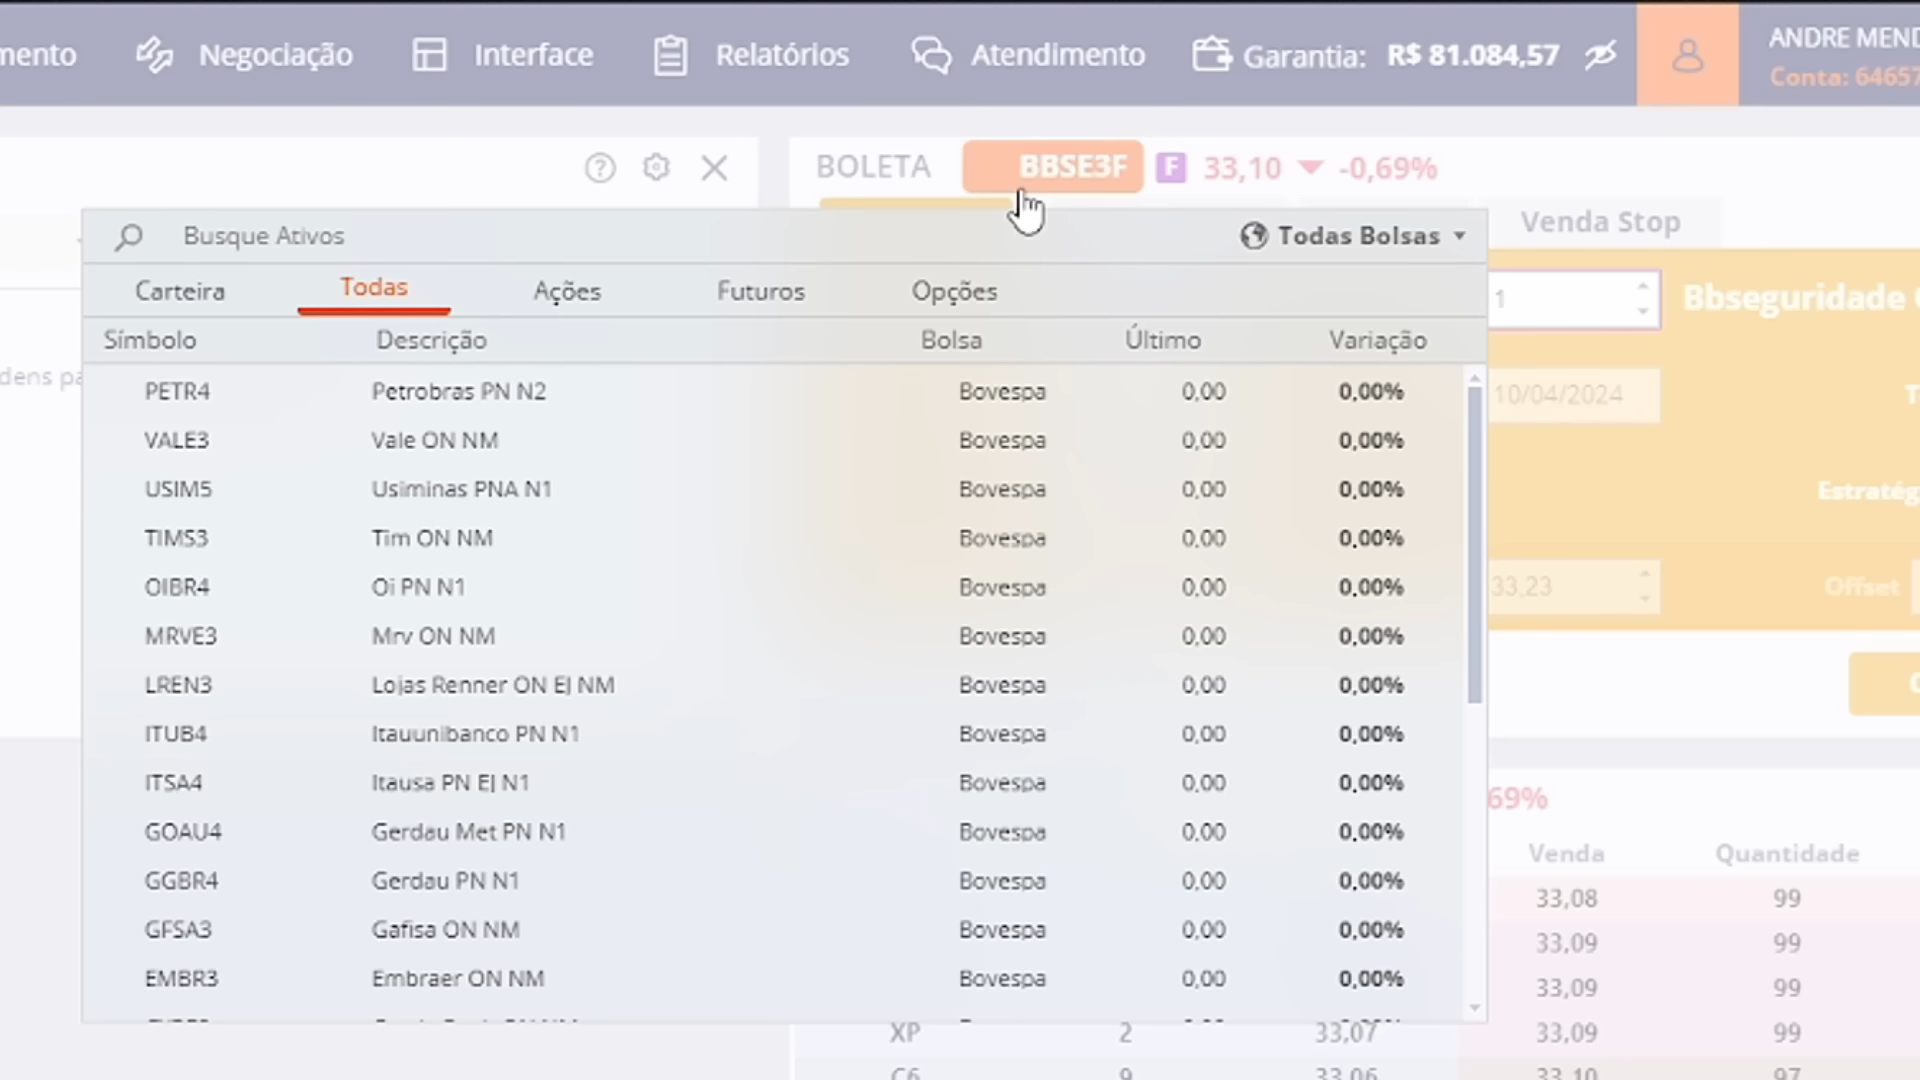 mento Negociação Interface Relatórios Atendimento Garantia: R$ 81.084,57 ANDRE MEND
Conta: 64657
BOLETA BBSE3F F 33,10 -0,69%
Venda Stop
Busque Ativos Todas Bolsas
Carteira Todas Ações Futuros Opções
1 Bbseguridade
Símbolo Descrição Bolsa Último Variação
dens pa
PETR4 Petrobras PN N2 Bovespa 0,00 0,00%
10/04/2024 T
VALE3 Vale ON NM Bovespa 0,00 0,00%
USIM5 Usiminas PNA N1 Bovespa 0,00 0,00%
Estratég
TIMS3 Tim ON NM Bovespa 0,00 0,00%
OIBR4 Oi PN N1 Bovespa 0,00 0,00%
33,23 Offset
MRVE3 Mrv ON NM Bovespa 0,00 0,00%
LREN3 Lojas Renner ON EJ NM Bovespa 0,00 0,00%
ITUB4 Itauunibanco PN N1 Bovespa 0,00 0,00%
ITSA4 Itausa PN EJ N1 Bovespa 0,00 0,00%
69%
GOAU4 Gerdau Met PN N1 Bovespa 0,00 0,00%
Venda Quantidade
GGBR4 Gerdau PN N1 Bovespa 0,00 0,00%
33,08 99
GFSA3 Gafisa ON NM Bovespa 0,00 0,00%
33,09 99
EMBR3 Embraer ON NM Bovespa 0,00 0,00%
33,09 99
XP 2 33,07 33,09 99
C6 9 33,06 33,10 97